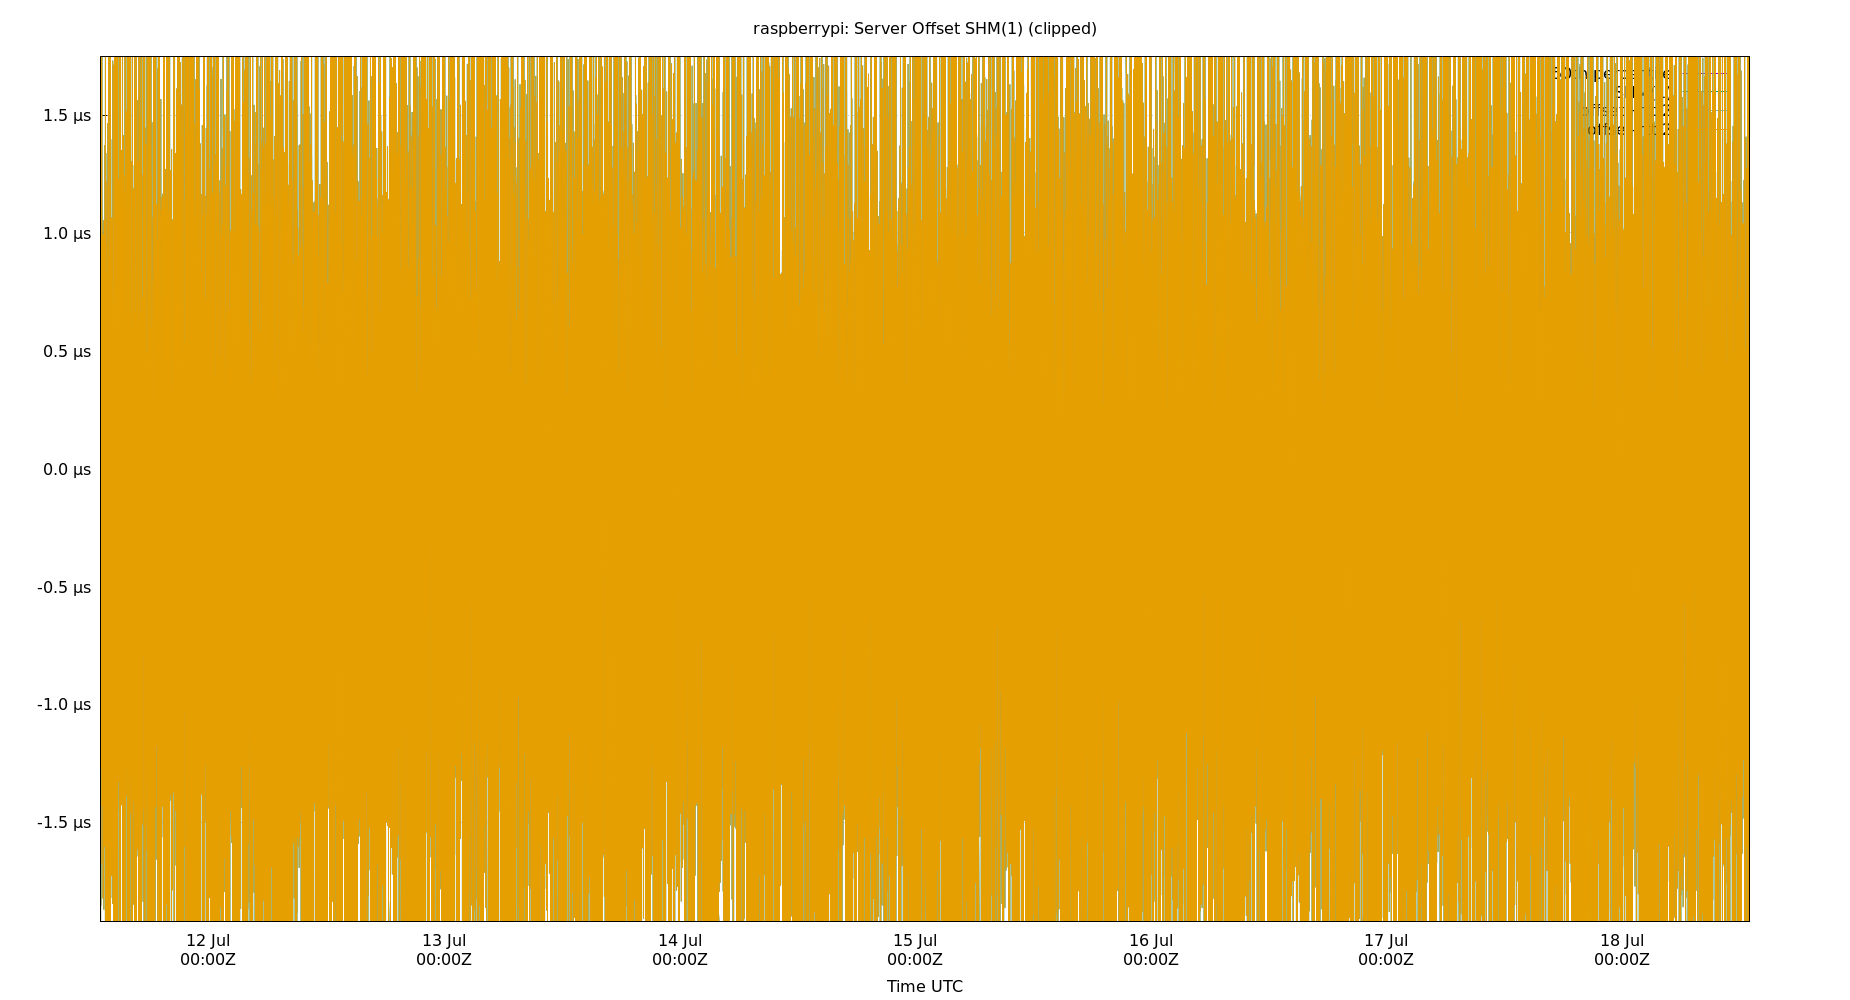 raspberrypi: Server Offset SHM(1) (clipped)
1.5 µs
1.0 µs
0.5 µs
0.0 µs
-0.5 µs
-1.0 µs
-1.5 µs
12 Jul 13 Jul 14 Jul 15 Jul 16 Jul 17 Jul 18 Jul
00:00Z 00:00Z 00:00Z 00:00Z 00:00Z 00:00Z 00:00Z
Time UTC